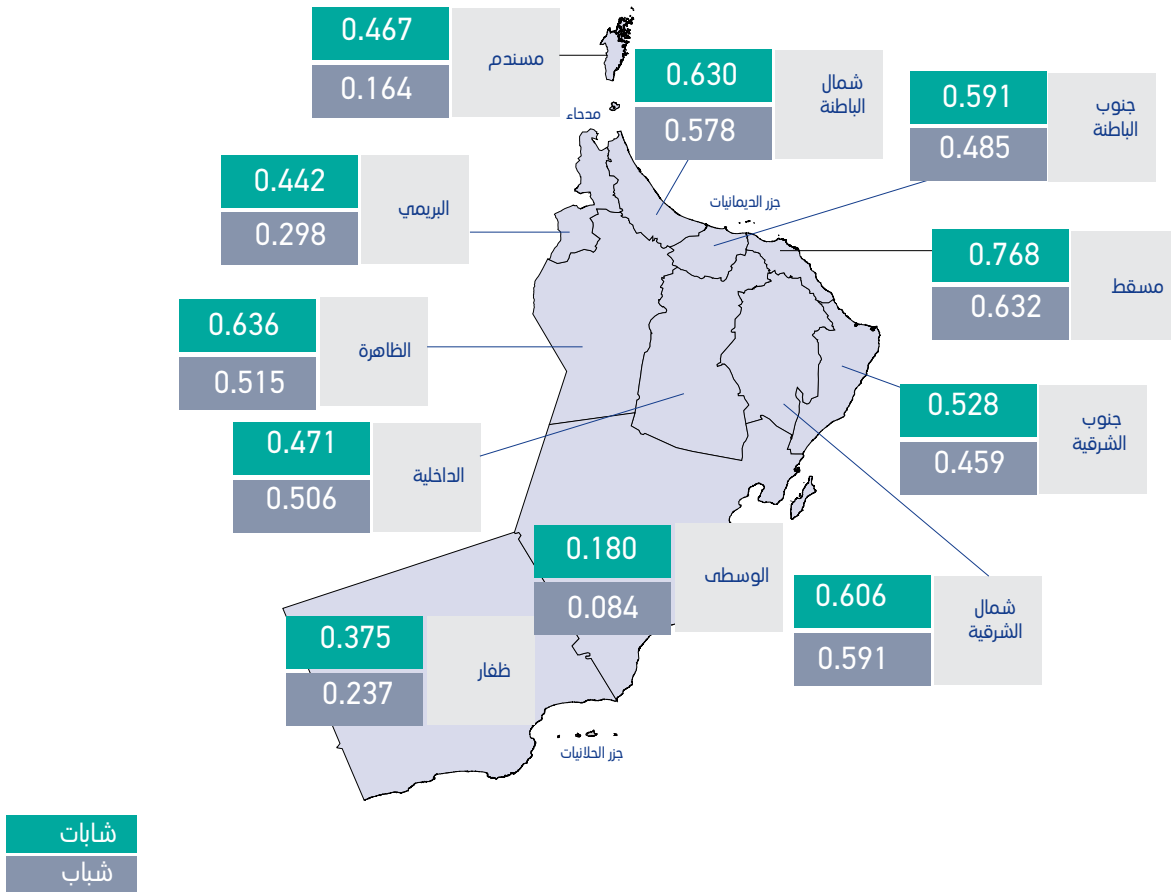 0.467
مسندم
0.164
0.630
شمال
الباطنة
0.578
0.591
جنوب
الباطنة
0.485
مدحاء
0.442
البريمي
0.298
جزر الديمانيات
0.768
مسقط
0.632
0.636
الظاهرة
0.515
0.528
جنوب
الشرقية
0.459
0.471
الداخلية
0.506
0.180
الوسطى
0.084
0.606
شمال
الشرقية
0.591
0.375
ظفار
0.237
جزر الحلانيات
شابات
شباب